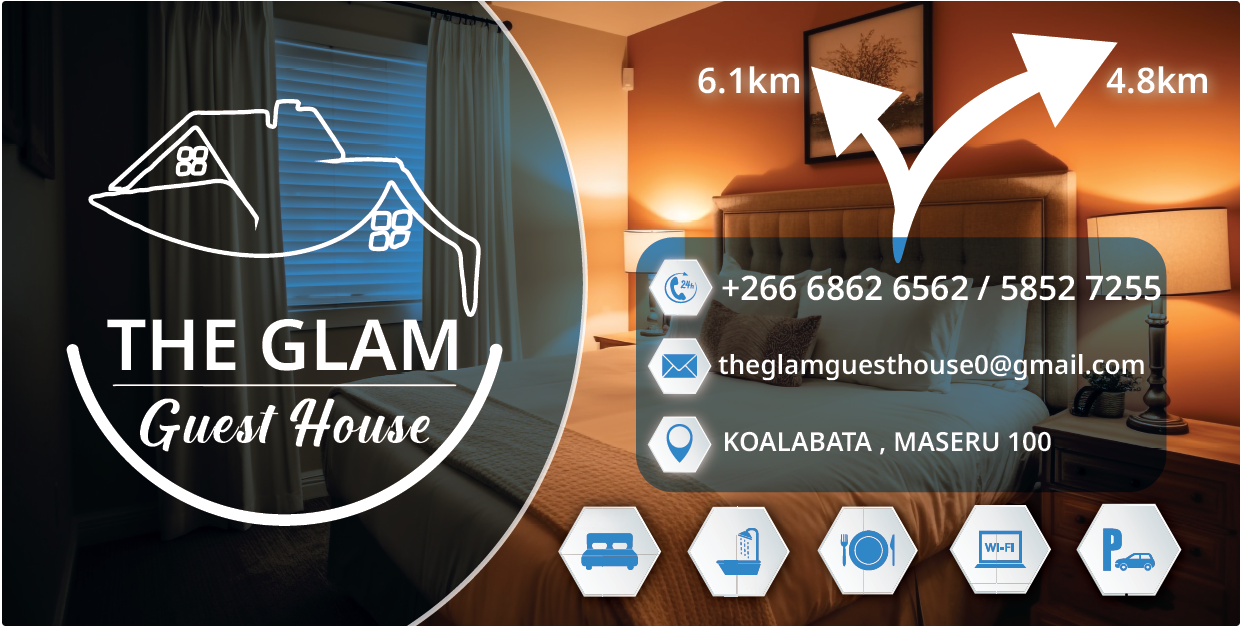 6.1km
4.8km
THE GLAM
Guest House
24h
+266 6862 6562 / 5852 7255
theglamguesthouse0@gmail.com
KOALABATA , MASERU 100
WI-FI
P